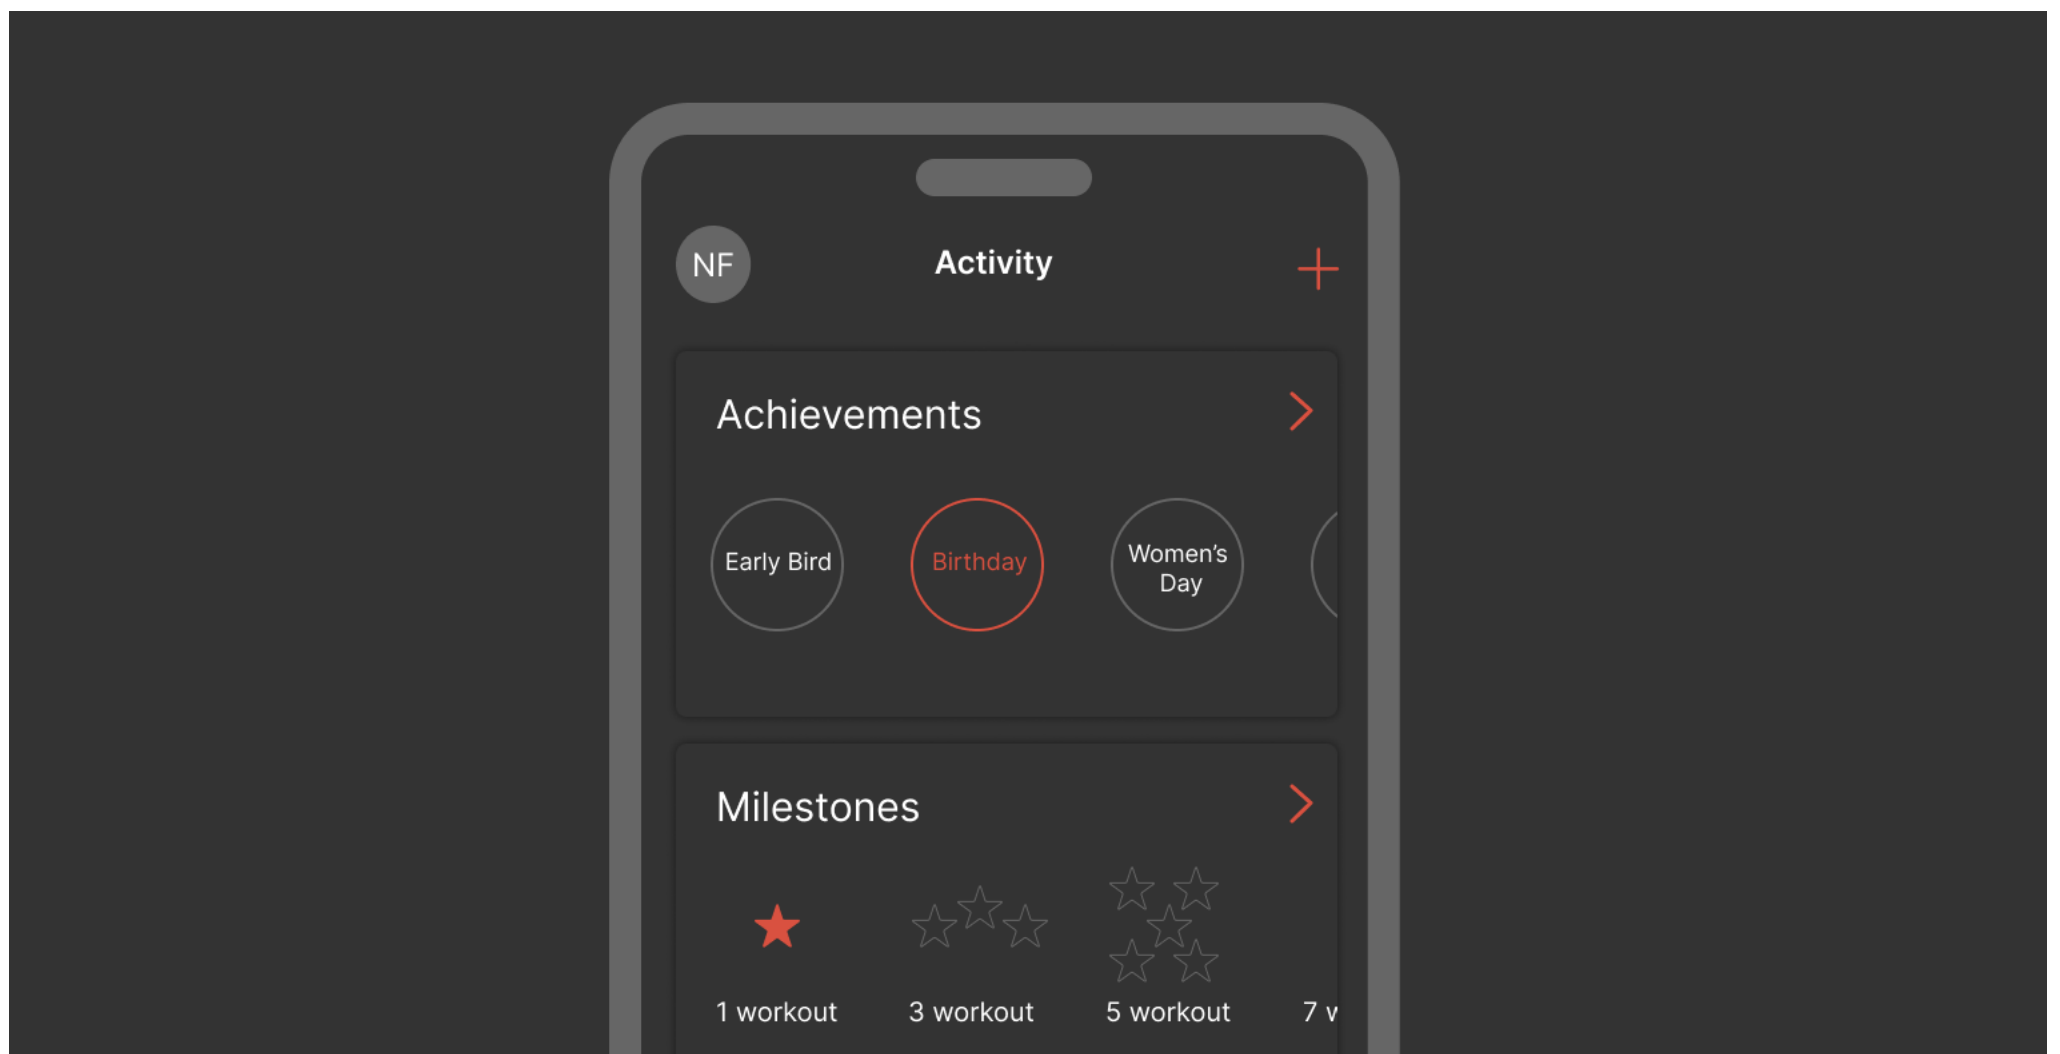 NF
Activity
Achievements
Early Bird
Birthday
Women’s
Day
Milestones
1 workout
3 workout
5 workout
7